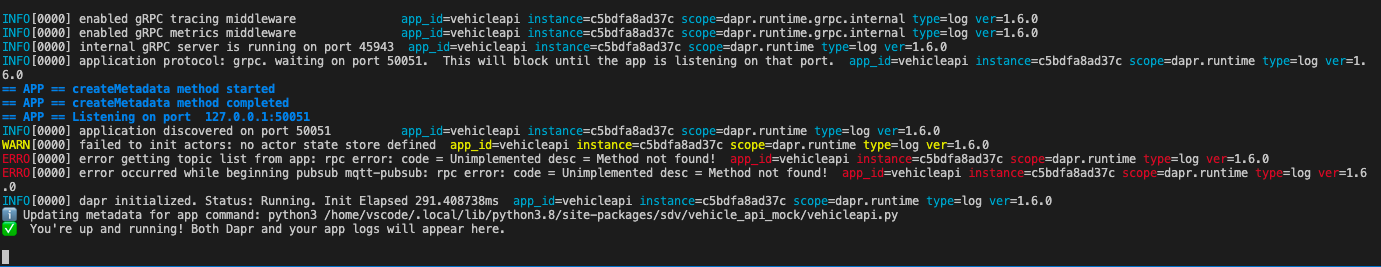 INFO[0000] enabled gRPC tracing middleware app_id=vehicleapi instance=c5bdfa8ad37c scope=dapr.runtime.grpc.internal type=log ver=1.6.0
INFO[0000] enabled gRPC metrics middleware app_id=vehicleapi instance=c5bdfa8ad37c scope=dapr.runtime.grpc.internal type=log ver=1.6.0
INFO[0000] internal gRPC server is running on port 45943 app_id=vehicleapi instance=c5bdfa8ad37c scope=dapr.runtime type=log ver=1.6.0
INFO[0000] application protocol: grpc. waiting on port 50051.  This will block until the app is listening on that port. app_id=vehicleapi instance=c5bdfa8ad37c scope=dapr.runtime type=log ver=1.
6.0
== APP == createMetadata method started
== APP == createMetadata method completed
== APP == Listening on port  127.0.0.1:50051
INFO[0000] application discovered on port 50051 app_id=vehicleapi instance=c5bdfa8ad37c scope=dapr.runtime type=log ver=1.6.0
WARN[0000] failed to init actors: no actor state store defined app_id=vehicleapi instance=c5bdfa8ad37c scope=dapr.runtime type=log ver=1.6.0
ERRO[0000] error getting topic list from app: rpc error: code = Unimplemented desc = Method not found! app_id=vehicleapi instance=c5bdfa8ad37c scope=dapr.runtime type=log ver=1.6.0
ERRO[0000] error occurred while beginning pubsub mqtt-pubsub: rpc error: code = Unimplemented desc = Method not found! app_id=vehicleapi instance=c5bdfa8ad37c scope=dapr.runtime type=log ver=1.6
.0
INFO[0000] dapr initialized. Status: Running. Init Elapsed 291.408738ms app_id=vehicleapi instance=c5bdfa8ad37c scope=dapr.runtime type=log ver=1.6.0
ℹ️ Updating metadata for app command: python3 /home/vscode/.local/lib/python3.8/site-packages/sdv/vehicle_api_mock/vehicleapi.py
✅ You're up and running! Both Dapr and your app logs will appear here.